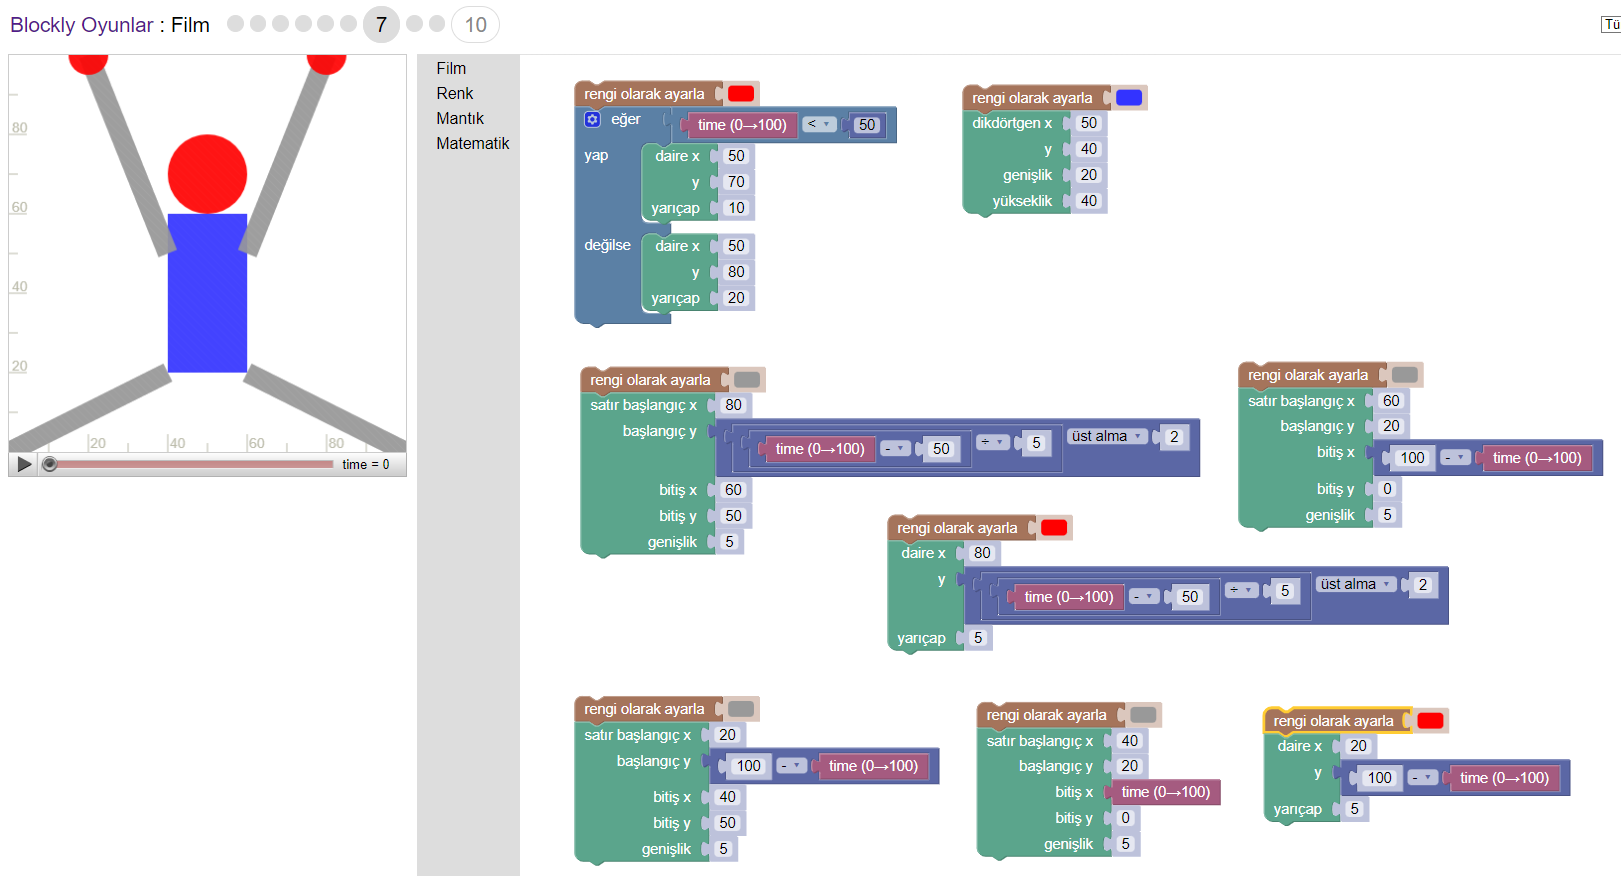 Blockly Oyunlar : Film 7 10
Tü
80
60
40
20
20 40 60 80
time = 0
Film
Renk
Mantık
Matematik
rengi olarak ayarla
eğer time (0→100) < 50
yap daire x 50
y 70
yarıçap 10
değilse daire x 50
y 80
yarıçap 20
rengi olarak ayarla
dikdörtgen x 50
y 40
genişlik 20
yükseklik 40
rengi olarak ayarla
satır başlangıç x 80
başlangıç y time (0→100) - 50 ÷ 5 üst alma 2
bitiş x 60
bitiş y 50
genişlik 5
rengi olarak ayarla
satır başlangıç x 60
başlangıç y 20
bitiş x 100 - time (0→100)
bitiş y 0
genişlik 5
rengi olarak ayarla
daire x 80
y time (0→100) - 50 ÷ 5 üst alma 2
yarıçap 5
rengi olarak ayarla
satır başlangıç x 20
başlangıç y 100 - time (0→100)
bitiş x 40
bitiş y 50
genişlik 5
rengi olarak ayarla
satır başlangıç x 40
başlangıç y 20
bitiş x time (0→100)
bitiş y 0
genişlik 5
rengi olarak ayarla
daire x 20
y 100 - time (0→100)
yarıçap 5